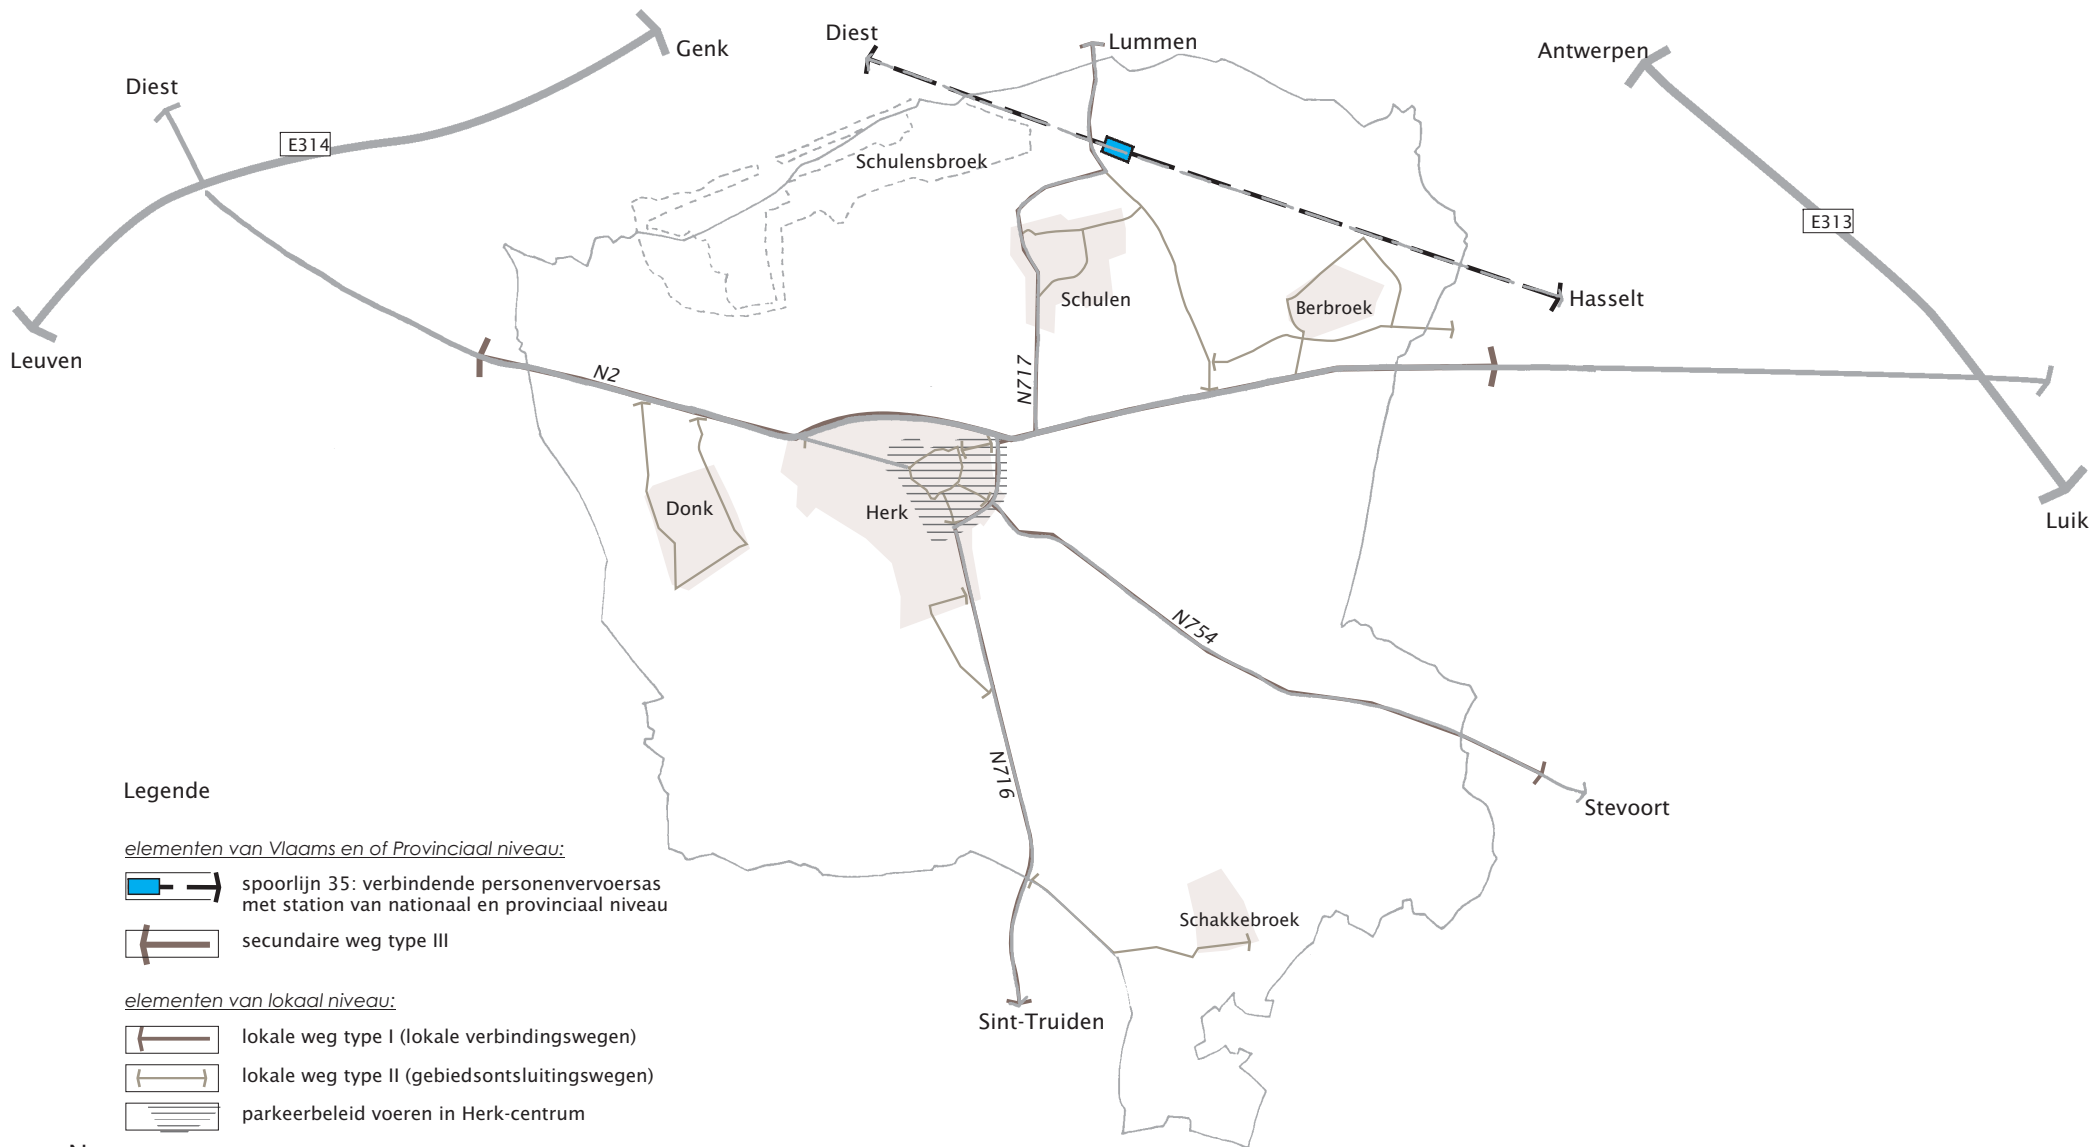 Genk
Diest
Lummen
Antwerpen
Diest
E314
Schulensbroek
E313
Hasselt
Schulen
Berbroek
Leuven
N2
N717
Donk
Herk
Luik
N754
N716
Legende
Stevoort
elementen van Vlaams en of Provinciaal niveau:
spoorlijn 35: verbindende personenvervoersas
met station van nationaal en provinciaal niveau
Schakkebroek
secundaire weg type III
elementen van lokaal niveau:
Sint-Truiden
lokale weg type I (lokale verbindingswegen)
lokale weg type II (gebiedsontsluitingswegen)
parkeerbeleid voeren in Herk-centrum